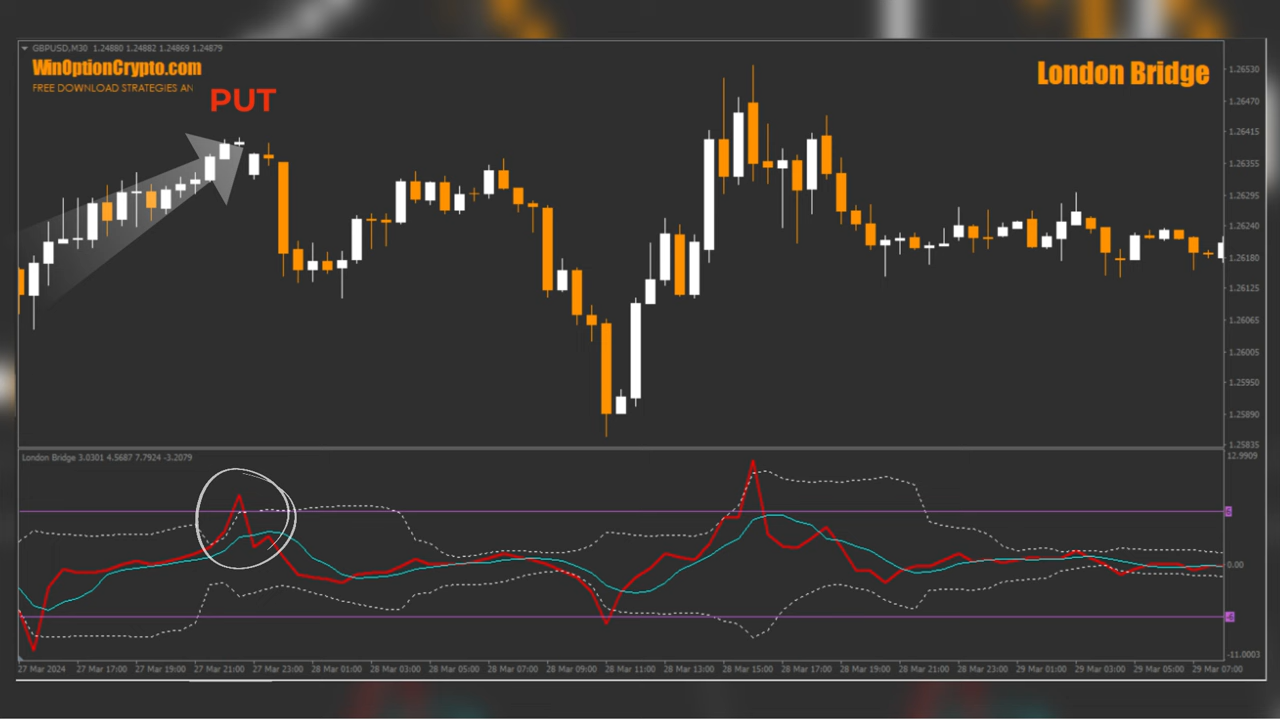 GBPUSD,M30 1.24880 1.24882 1.24869 1.24879
WinOptionCrypto.com
FREE DOWNLOAD STRATEGIES AN
PUT
London Bridge
1.26530
1.26470
1.26415
1.26355
1.26295
1.26240
1.26180
1.26125
1.26065
1.26005
1.25950
1.25890
1.25835
London Bridge 3.0301 4.5687 7.7924 -3.2079
12.9909
6
0.00
-11.0003
27 Mar 2024 27 Mar 17:00 27 Mar 19:00 27 Mar 21:00 27 Mar 23:00 28 Mar 01:00 28 Mar 03:00 28 Mar 05:00 28 Mar 07:00 28 Mar 09:00 28 Mar 11:00 28 Mar 13:00 28 Mar 15:00 28 Mar 17:00 28 Mar 19:00 28 Mar 21:00 28 Mar 23:00 29 Mar 01:00 29 Mar 03:00 29 Mar 05:00 29 Mar 07:00